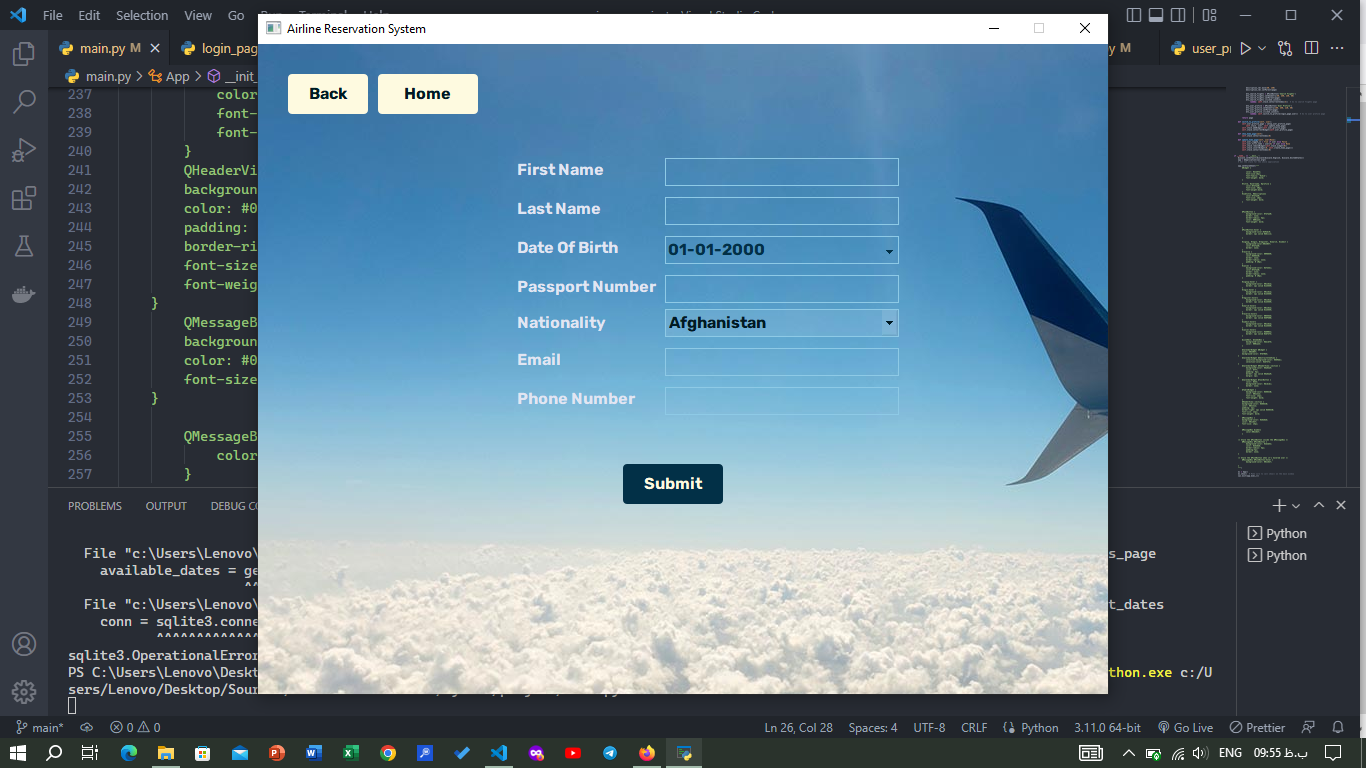 File Edit Selection View Go
Airline Reservation System
main.py M
login_pag
M
user_pr
main.py > App > __init_
Back Home
237 color
238 font-
239 font-
240 }
241 QHeaderVi
242 backgroun
243 color: #0
244 padding:
245 border-ri
246 font-size
247 font-weig
248 }
249 QMessageB
250 backgroun
251 color: #0
252 font-size
253 }
254
255 QMessageB
256 color
257 }
First Name
Last Name
Date Of Birth 01-01-2000
Passport Number
Nationality Afghanistan
Email
Phone Number
Submit
PROBLEMS OUTPUT DEBUG CO
Python
Python
File "c:\Users\Lenovo\ s_page
available_dates = ge
^^
File "c:\Users\Lenovo\ t_dates
conn = sqlite3.conne
^^^^^^^^^^^^^
sqlite3.OperationalError
PS C:\Users\Lenovo\Deskt thon.exe c:/U
sers/Lenovo/Desktop/Sour
main* 0 0 Ln 26, Col 28 Spaces: 4 UTF-8 CRLF Python 3.11.0 64-bit Go Live Prettier
ENG 09:55 ب.ظ